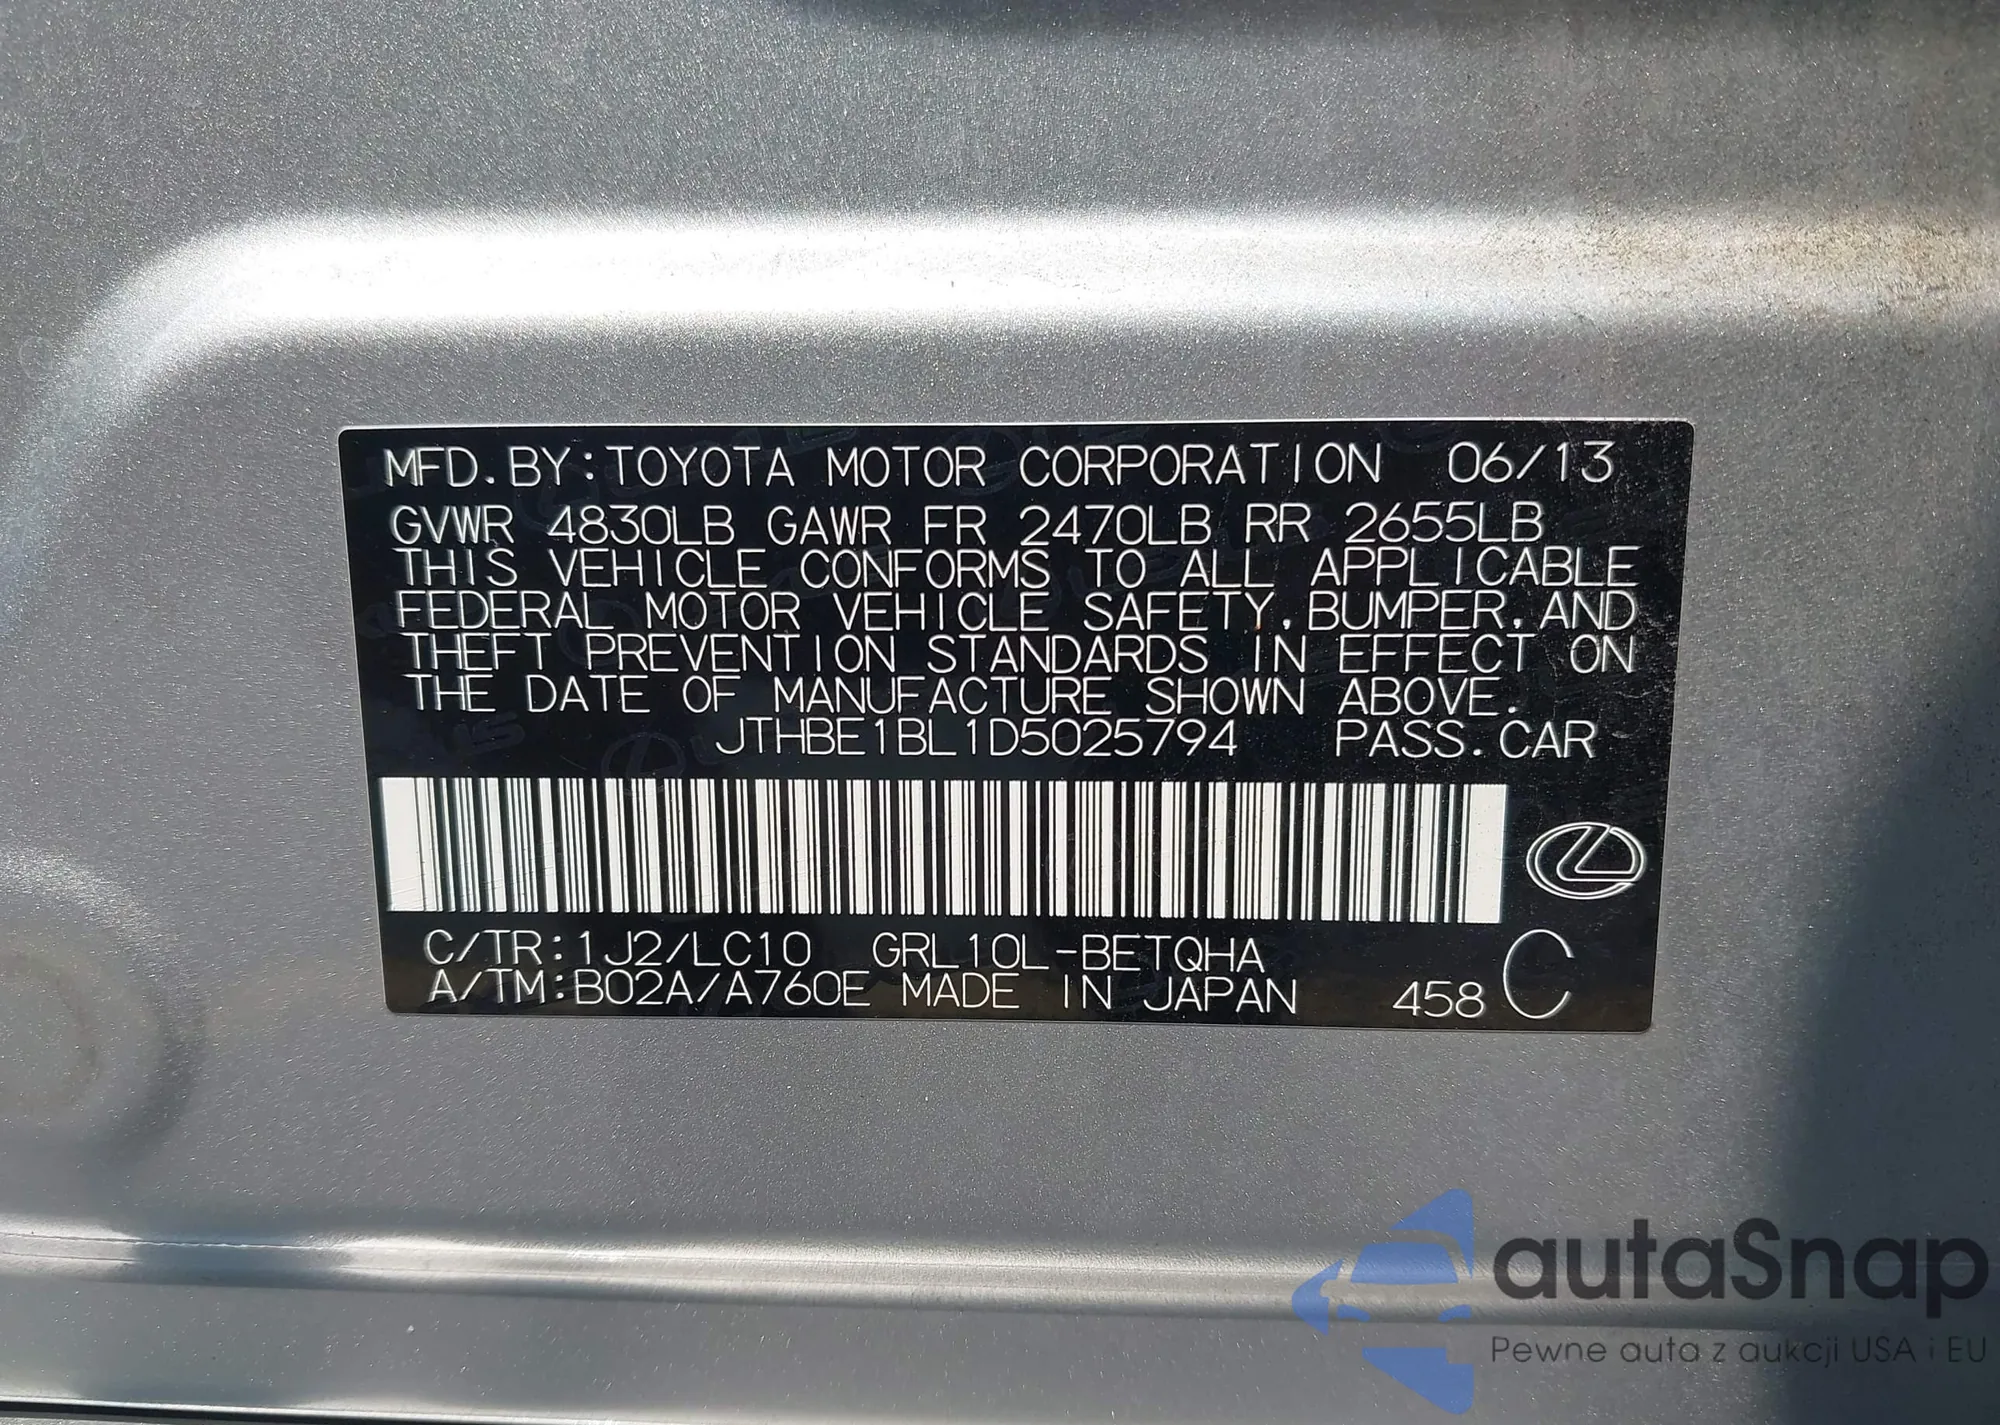 MFD. BY: TOYOTA MOTOR CORPORATION 06/13
GVWR 4830LB GAWR FR 2470LB RR 2655LB
THIS VEHICLE CONFORMS TO ALL APPLICABLE
FEDERAL MOTOR VEHICLE SAFETY, BUMPER, AND
THEFT PREVENTION STANDARDS IN EFFECT ON
THE DATE OF MANUFACTURE SHOWN ABOVE.
JTHBE1BL1D5025794 PASS. CAR
C/TR: 1J2/LC10 GRL10L-BETQHA
A/TM: B02A/A760E MADE IN JAPAN 458 C
autaSnap
Pewne auta z aukcji USA i EU